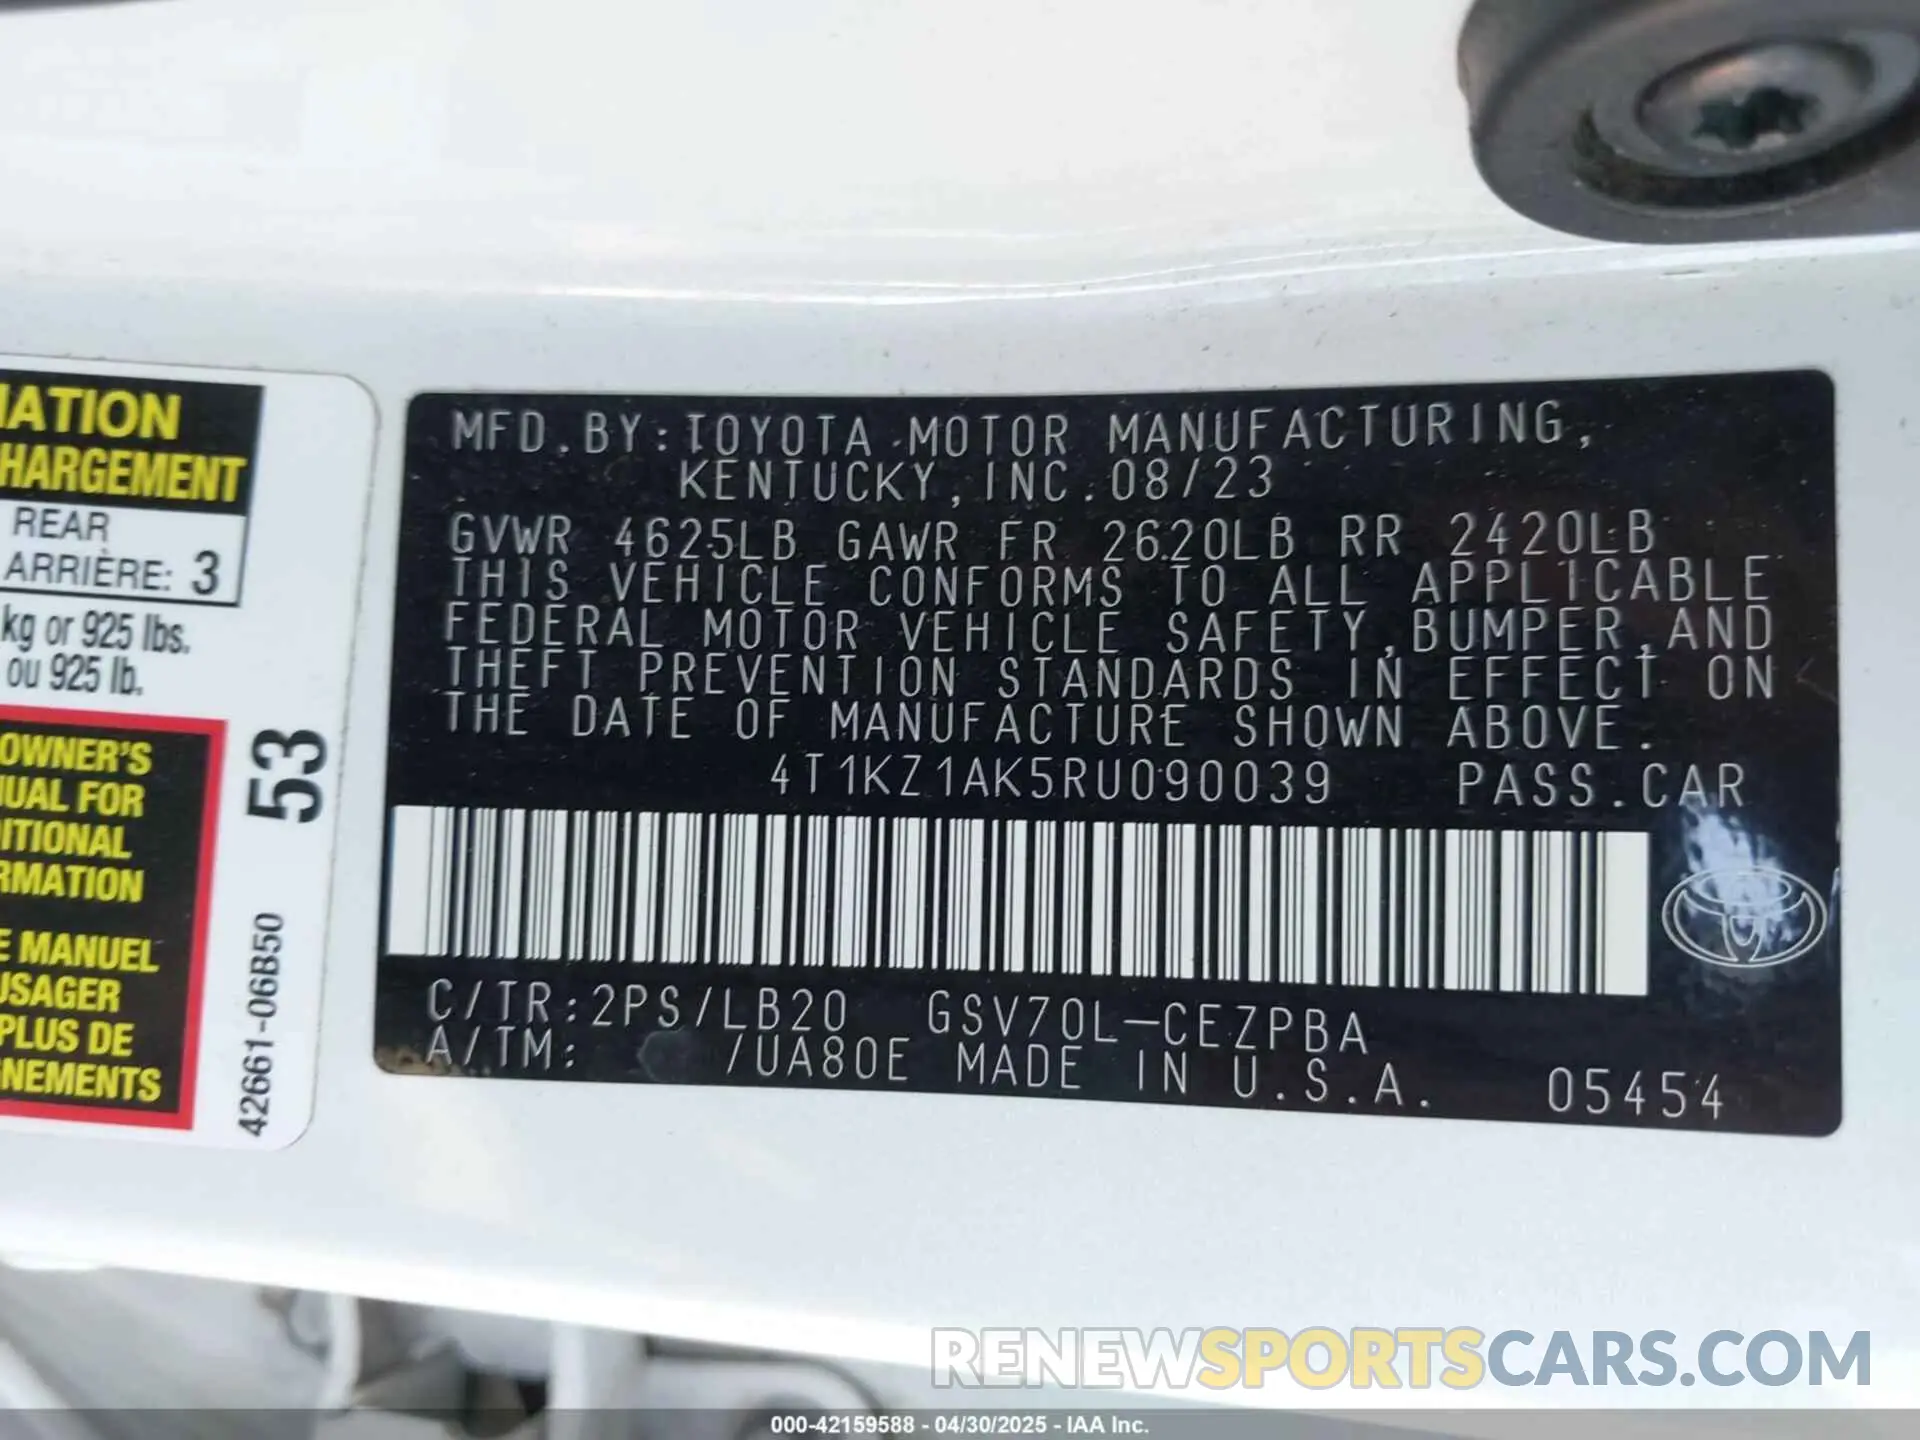 MATION
HARGEMENT
REAR
ARRIÈRE: 3
kg or 925 lbs.
ou 925 lb.
OWNER'S
UAL FOR
DITIONAL
RMATION
E MANUEL
USAGER
PLUS DE
NEMENTS
53
42661-06B50
MFD.BY:TOYOTA MOTOR MANUFACTURING,
KENTUCKY, INC. 08/23
GVWR 4625LB GAWR FR 2620LB RR 2420LB
THIS VEHICLE CONFORMS TO ALL APPLICABLE
FEDERAL MOTOR VEHICLE SAFETY,BUMPER,AND
THEFT PREVENTION STANDARDS IN EFFECT ON
THE DATE OF MANUFACTURE SHOWN ABOVE.
4T1KZ1AK5RU090039 PASS.CAR
C/TR:2PS/LB20 GSV70L-CEZPBA
A/TM: /UA80E MADE IN U.S.A. 05454
RENEWSPORTSCARS.COM
000-42159588 - 04/30/2025 - IAA Inc.